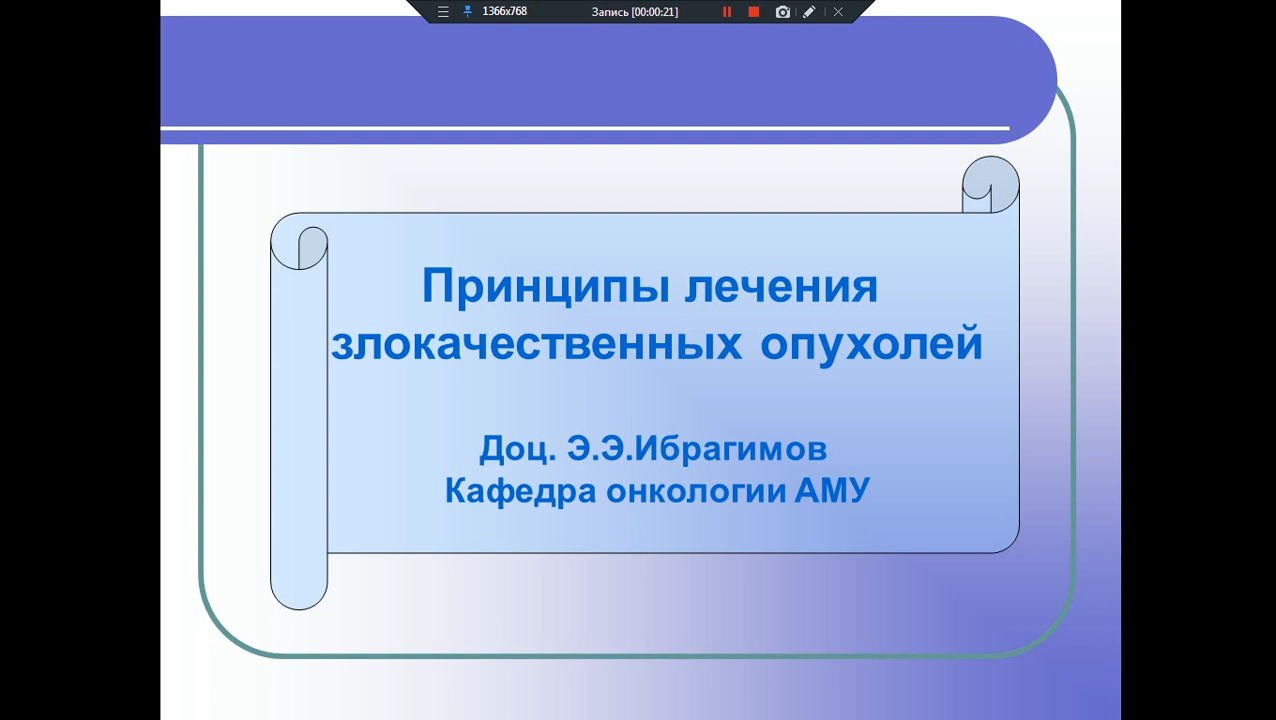 1366x768
Запись [00:00:21]
Принципы лечения
злокачественных опухолей
Доц. Э.Э.Ибрагимов
Кафедра онкологии АМУ